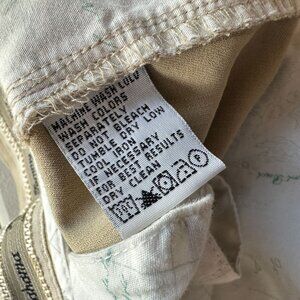 MACHINE WASH COLD
WASH COLORS
SEPARATELY
DO NOT BLEACH
TUMBLE DRY LOW
COOL IRON
IF NECESSARY
FOR BEST RESULTS
DRY CLEAN